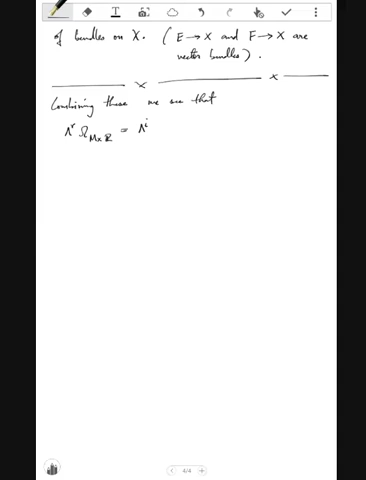 of bundles on X. ( E → X and F → X are
vector bundles ).
Combining these we see that
Λ^r Ω_{M×ℝ} = Λ^i
4/4